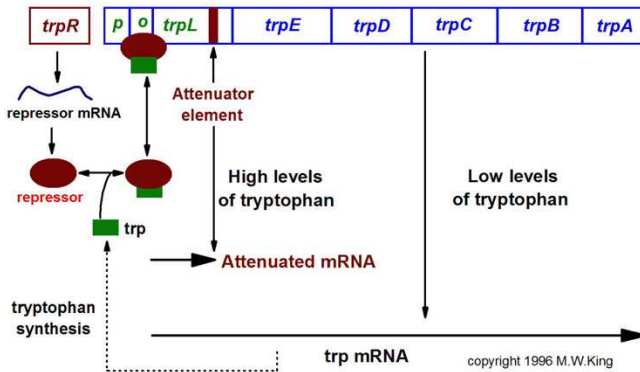 trpR p o trpL trpE trpD trpC trpB trpA
Attenuator
element
repressor mRNA
repressor
trp
High levels
of tryptophan
Low levels
of tryptophan
Attenuated mRNA
tryptophan
synthesis
trp mRNA
copyright 1996 M.W.King